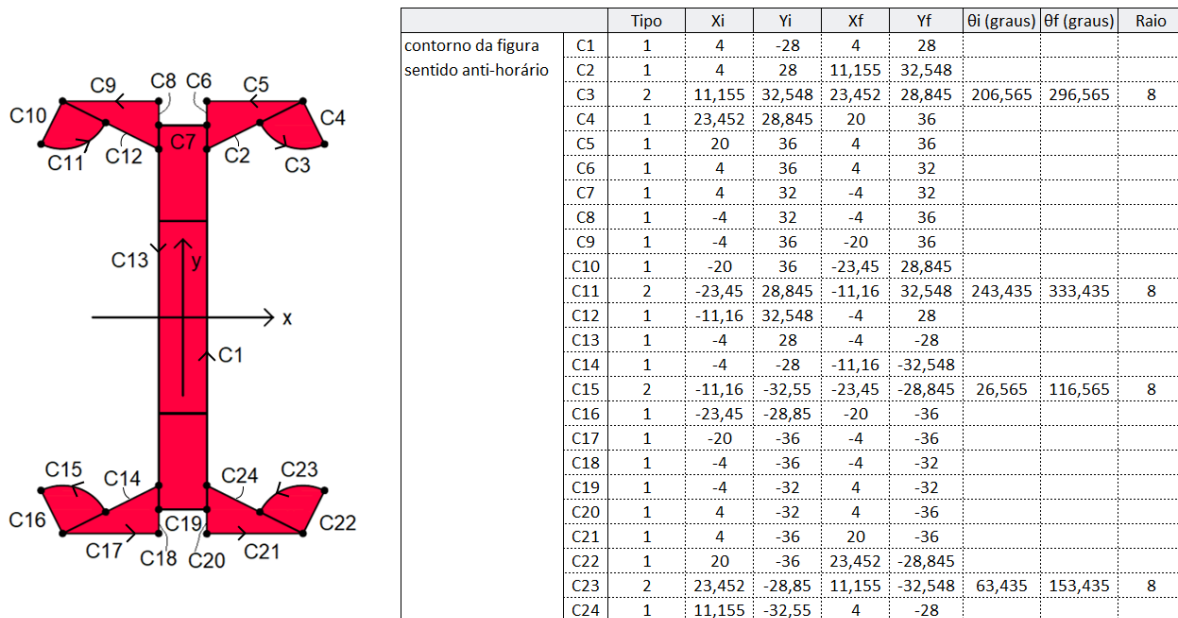 C9 C8 C6 C5
C10 C4
C7
C11 C12 C2 C3
C13 y
x
C1
C15 C14 C24 C23
C16 C19 C22
C17 C18 C20 C21
Tipo Xi Yi Xf Yf θi (graus) θf (graus) Raio
contorno da figura C1 1 4 -28 4 28
sentido anti-horário C2 1 4 28 11,155 32,548
C3 2 11,155 32,548 23,452 28,845 206,565 296,565 8
C4 1 23,452 28,845 20 36
C5 1 20 36 4 36
C6 1 4 36 4 32
C7 1 4 32 -4 32
C8 1 -4 32 -4 36
C9 1 -4 36 -20 36
C10 1 -20 36 -23,45 28,845
C11 2 -23,45 28,845 -11,16 32,548 243,435 333,435 8
C12 1 -11,16 32,548 -4 28
C13 1 -4 28 -4 -28
C14 1 -4 -28 -11,16 -32,548
C15 2 -11,16 -32,55 -23,45 -28,845 26,565 116,565 8
C16 1 -23,45 -28,85 -20 -36
C17 1 -20 -36 -4 -36
C18 1 -4 -36 -4 -32
C19 1 -4 -32 4 -32
C20 1 4 -32 4 -36
C21 1 4 -36 20 -36
C22 1 20 -36 23,452 -28,845
C23 2 23,452 -28,85 11,155 -32,548 63,435 153,435 8
C24 1 11,155 -32,55 4 -28